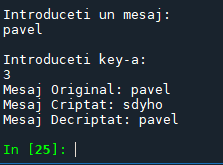 Introduceti un mesaj:
pavel
Introduceti key-a:
3
Mesaj Original: pavel
Mesaj Criptat: sdyho
Mesaj Decriptat: pavel
In [25]: